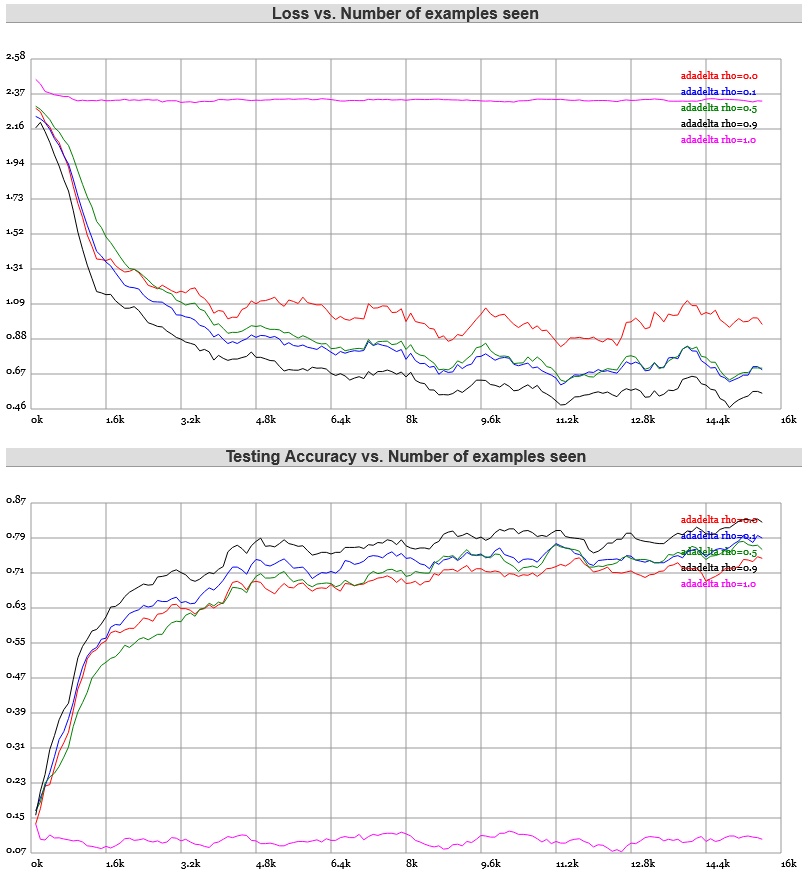 Loss vs. Number of examples seen
2.58
2.37
2.16
1.94
1.73
1.52
1.31
1.09
0.88
0.67
0.46
adadelta rho=0.0
adadelta rho=0.1
adadelta rho=0.5
adadelta rho=0.9
adadelta rho=1.0
0k 1.6k 3.2k 4.8k 6.4k 8k 9.6k 11.2k 12.8k 14.4k 16k
Testing Accuracy vs. Number of examples seen
0.87
0.79
0.71
0.63
0.55
0.47
0.39
0.31
0.23
0.15
0.07
adadelta rho=0.0
adadelta rho=0.1
adadelta rho=0.5
adadelta rho=0.9
adadelta rho=1.0
0k 1.6k 3.2k 4.8k 6.4k 8k 9.6k 11.2k 12.8k 14.4k 16k